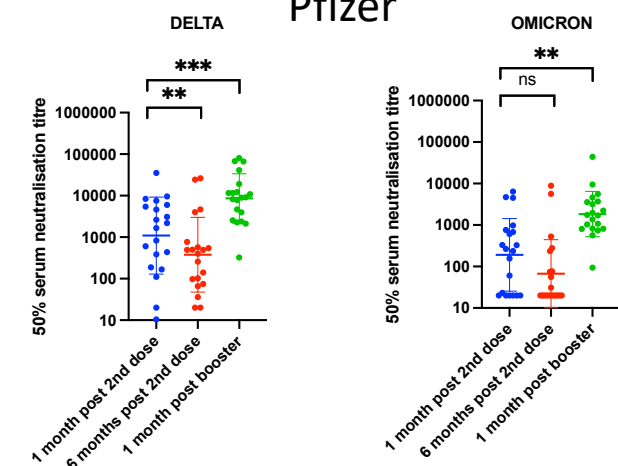 Pfizer
DELTA
***
**
50% serum neutralisation titre
1000000
100000
10000
1000
100
10
1 month post 2nd dose
6 months post 2nd dose
1 month post booster
OMICRON
**
ns
50% serum neutralisation titre
1000000
100000
10000
1000
100
10
1 month post 2nd dose
6 months post 2nd dose
1 month post booster